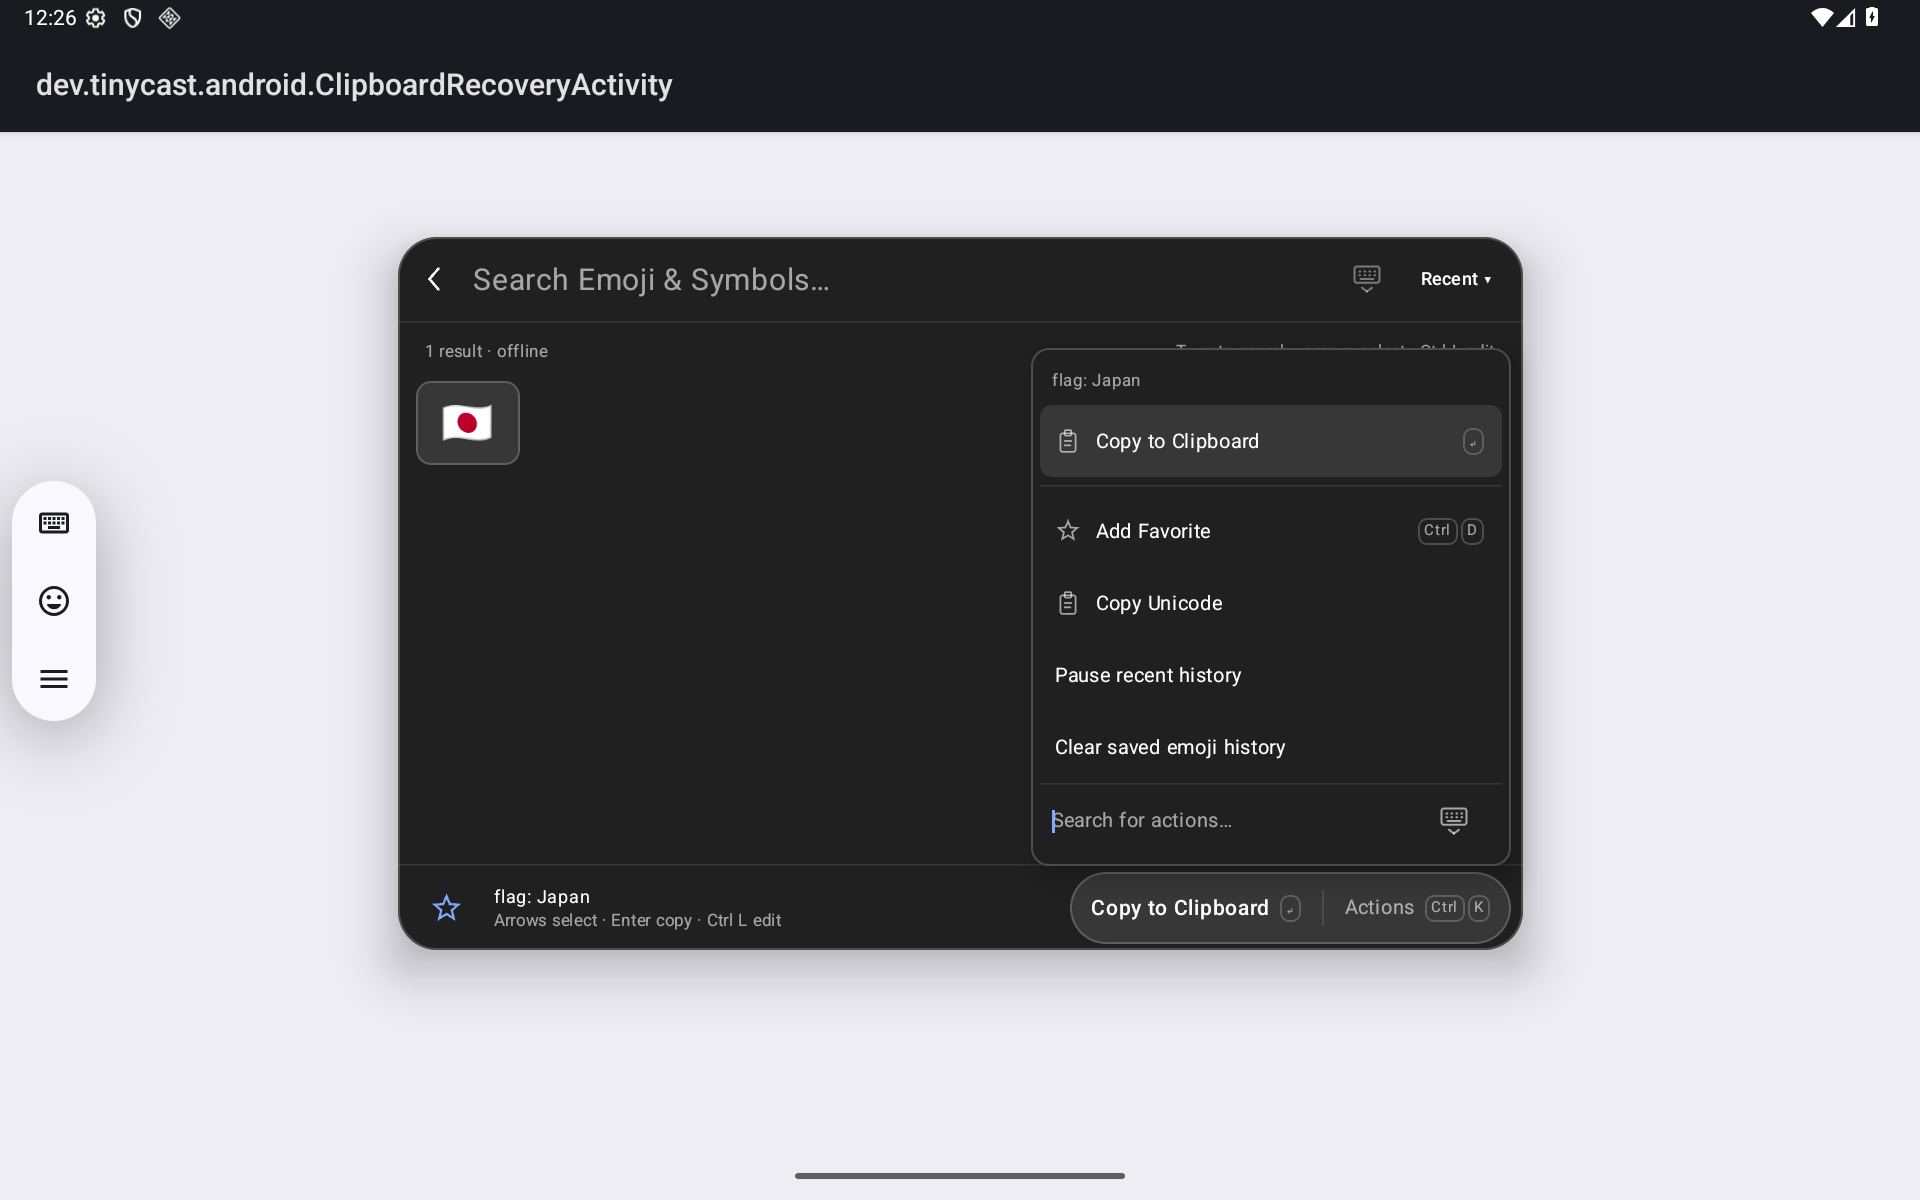 12:26
dev.tinycast.android.ClipboardRecoveryActivity
Search Emoji & Symbols…
Recent ▾
1 result · offline
flag: Japan
Copy to Clipboard
Add Favorite Ctrl D
Copy Unicode
Pause recent history
Clear saved emoji history
Search for actions…
flag: Japan
Arrows select · Enter copy · Ctrl L edit
Copy to Clipboard
Actions Ctrl K